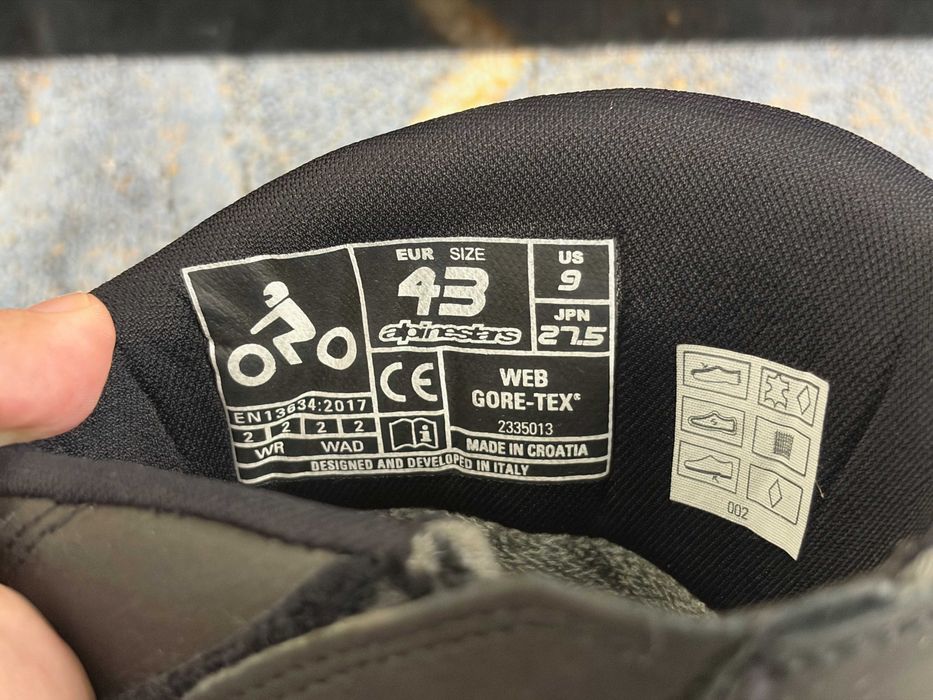 EUR SIZE
43
alpinestars
US
9
JPN
27.5
EN13634:2017
2 2 2 2
WR WAD
CE
i
WEB
GORE-TEX®
2335013
MADE IN CROATIA
DESIGNED AND DEVELOPED IN ITALY
002